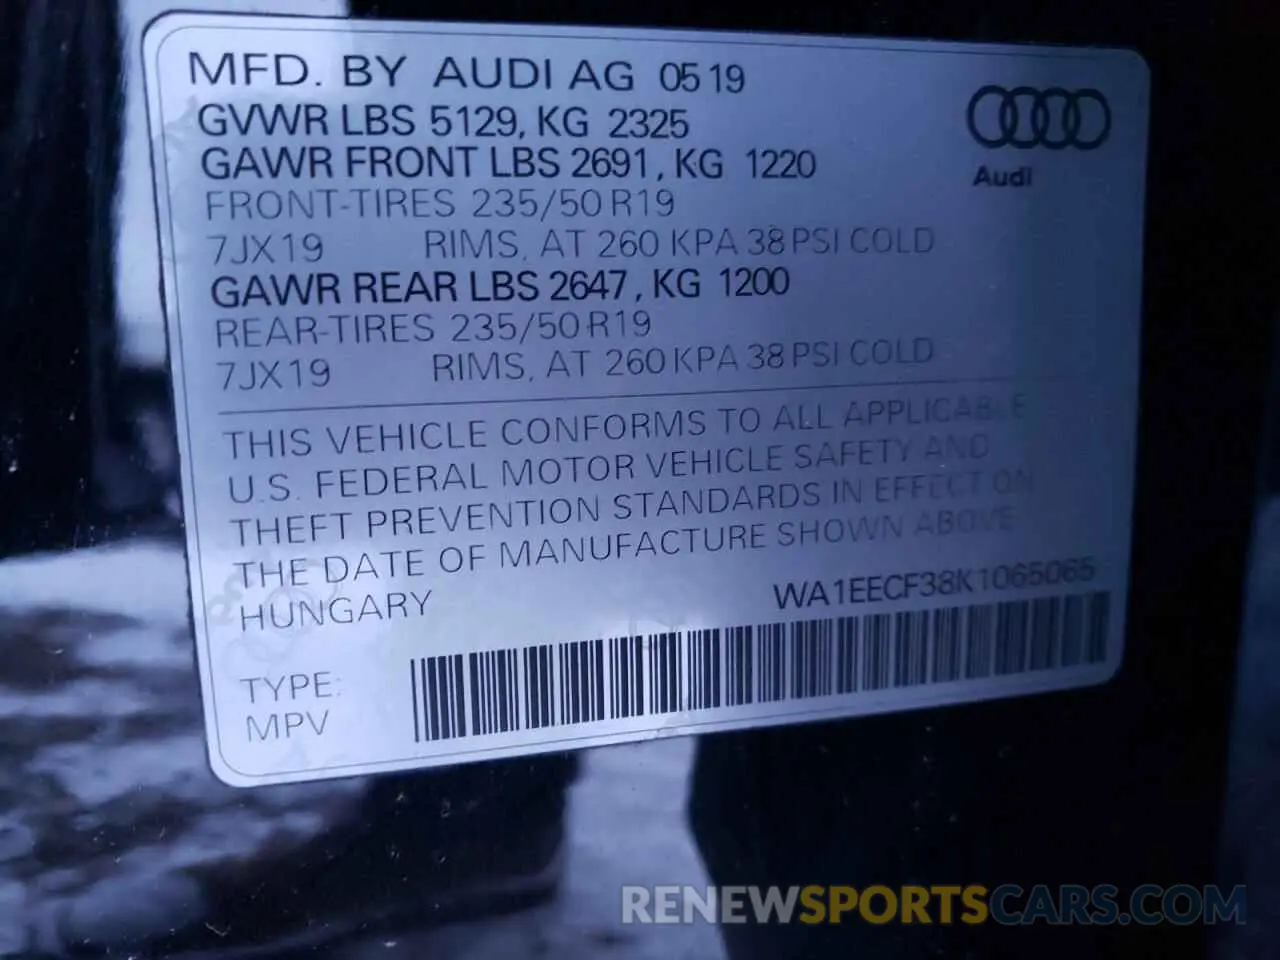 MFD. BY AUDI AG 05 19
GVWR LBS 5129, KG 2325
GAWR FRONT LBS 2691, KG 1220
FRONT-TIRES 235/50 R19
7JX19 RIMS, AT 260 KPA 38 PSI COLD
GAWR REAR LBS 2647, KG 1200
REAR-TIRES 235/50 R19
7JX19 RIMS, AT 260 KPA 38 PSI COLD
Audi
THIS VEHICLE CONFORMS TO ALL APPLICABLE
U.S. FEDERAL MOTOR VEHICLE SAFETY AND
THEFT PREVENTION STANDARDS IN EFFECT ON
THE DATE OF MANUFACTURE SHOWN ABOVE
HUNGARY
WA1EECF38K1065065
TYPE:
MPV
RENEWSPORTSCARS.COM